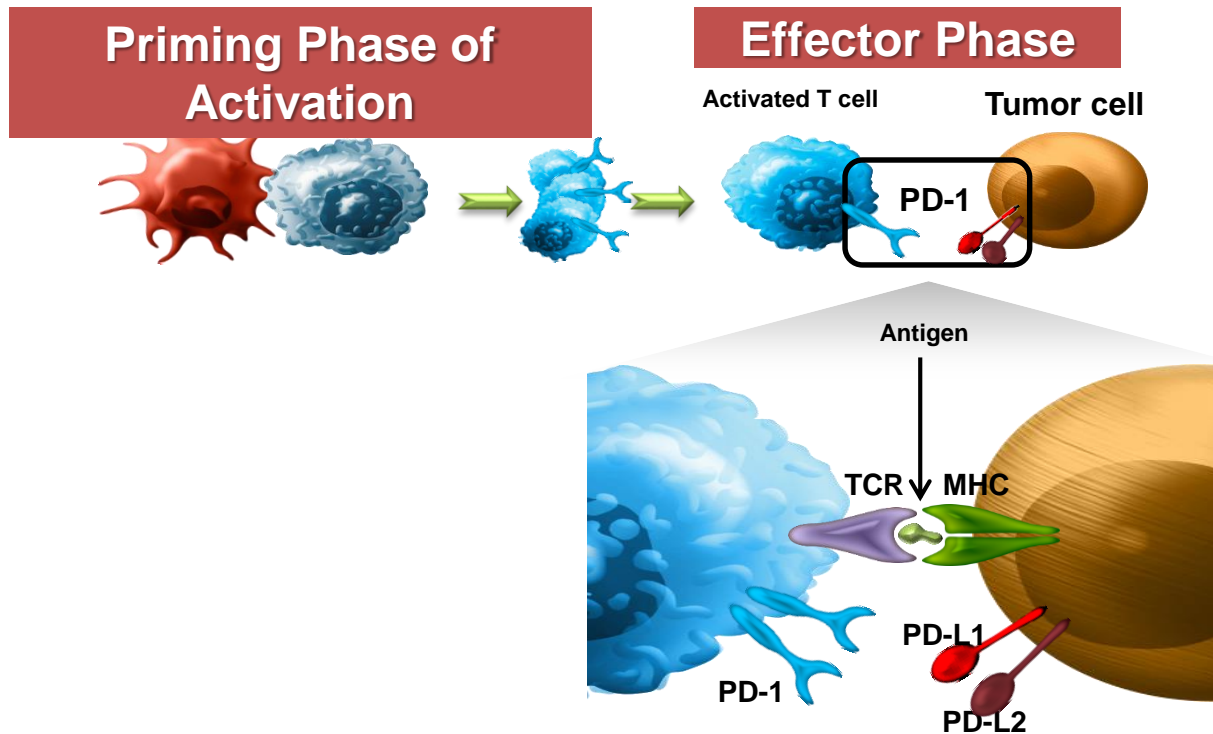 Priming Phase of
Activation
Effector Phase
Activated T cell
Tumor cell
PD-1
Antigen
TCR
MHC
PD-L1
PD-1
PD-L2